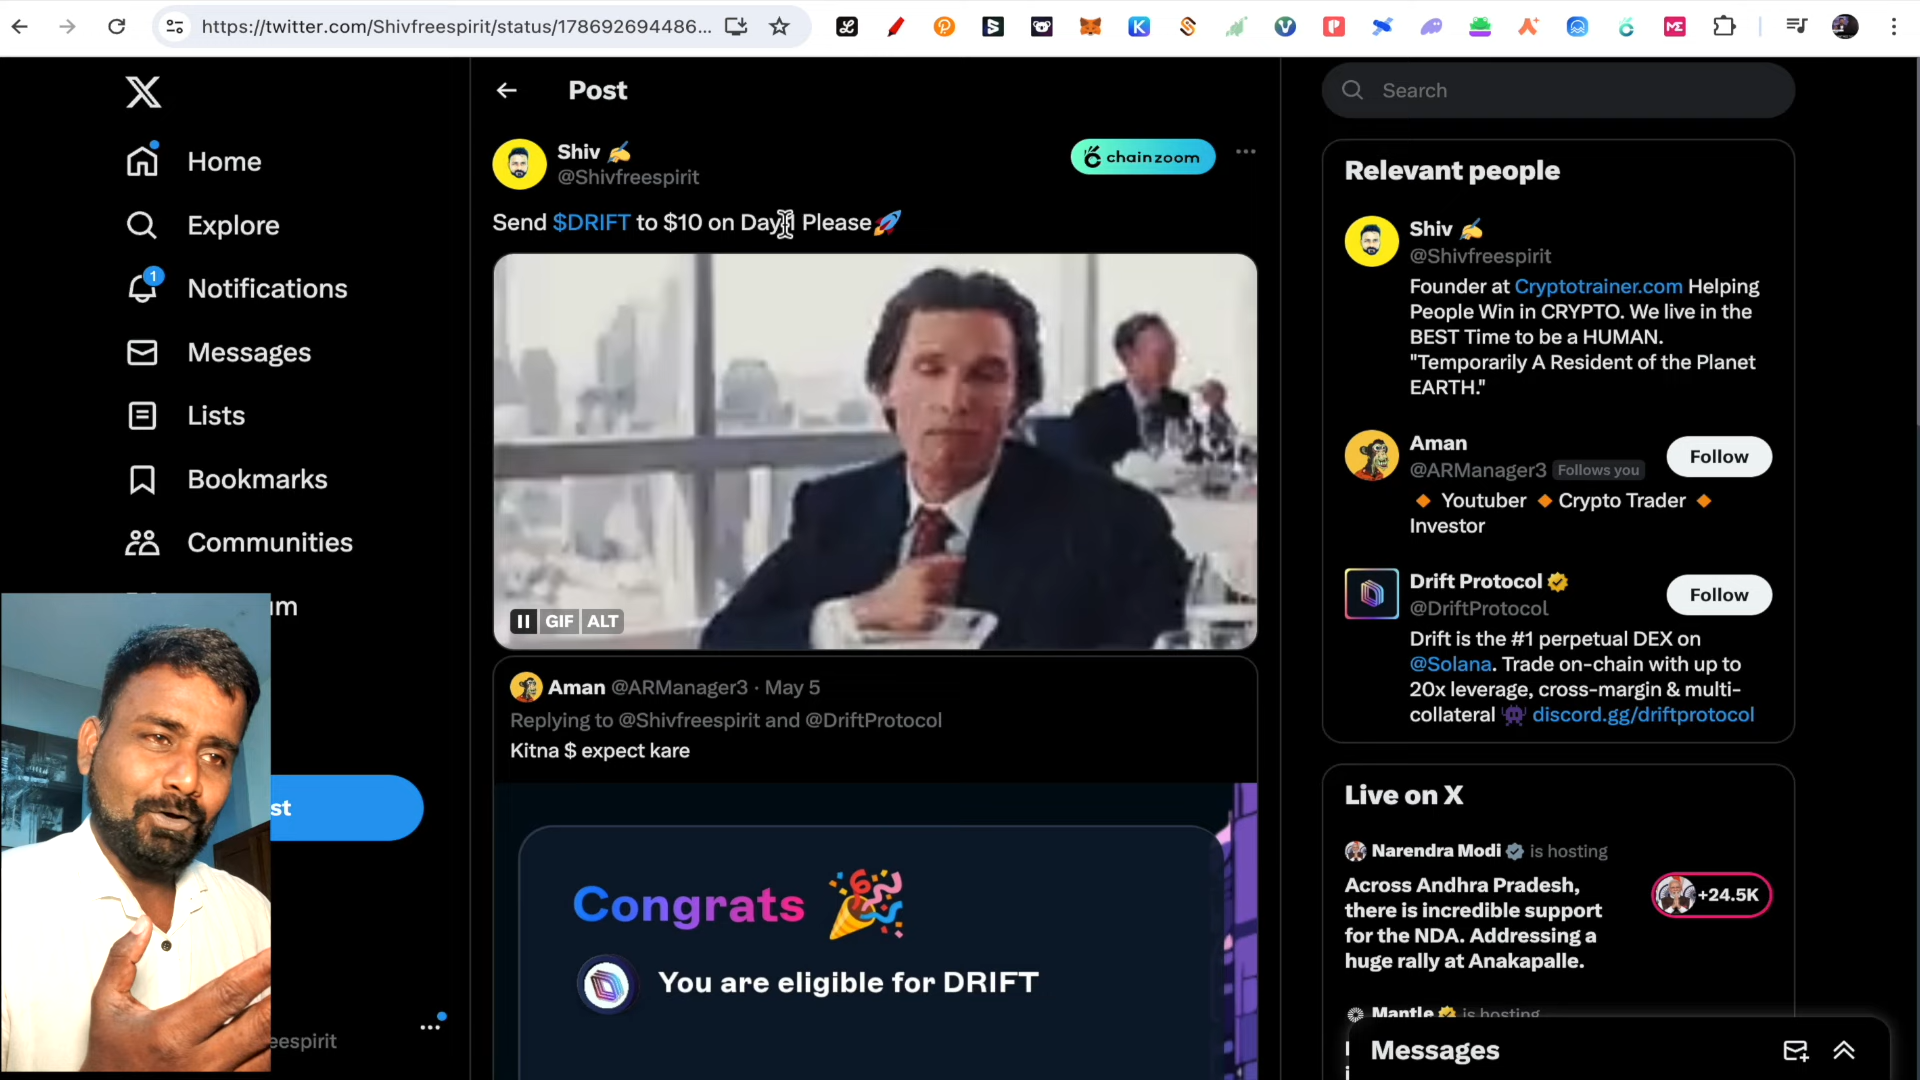 https://twitter.com/Shivfreespirit/status/178692694486...
Home
Explore
Notifications
1
Messages
Lists
Bookmarks
Communities
um
st
eespirit
Post
Shiv ✍️
@Shivfreespirit
chainzoom
Send $DRIFT to $10 on Day1 Please🚀
GIF ALT
Aman @ARManager3 · May 5
Replying to @Shivfreespirit and @DriftProtocol
Kitna $ expect kare
Congrats 🎉
You are eligible for DRIFT
Search
Relevant people
Shiv ✍️
@Shivfreespirit
Founder at Cryptotrainer.com Helping
People Win in CRYPTO. We live in the
BEST Time to be a HUMAN.
"Temporarily A Resident of the Planet
EARTH."
Aman
@ARManager3 Follows you
Follow
🔸 Youtuber 🔸 Crypto Trader 🔸
Investor
Drift Protocol
@DriftProtocol
Follow
Drift is the #1 perpetual DEX on
@Solana. Trade on-chain with up to
20x leverage, cross-margin & multi-
collateral 👾 discord.gg/driftprotocol
Live on X
Narendra Modi is hosting
Across Andhra Pradesh,
there is incredible support
for the NDA. Addressing a
huge rally at Anakapalle.
+24.5K
Mantle is hosting
Messages